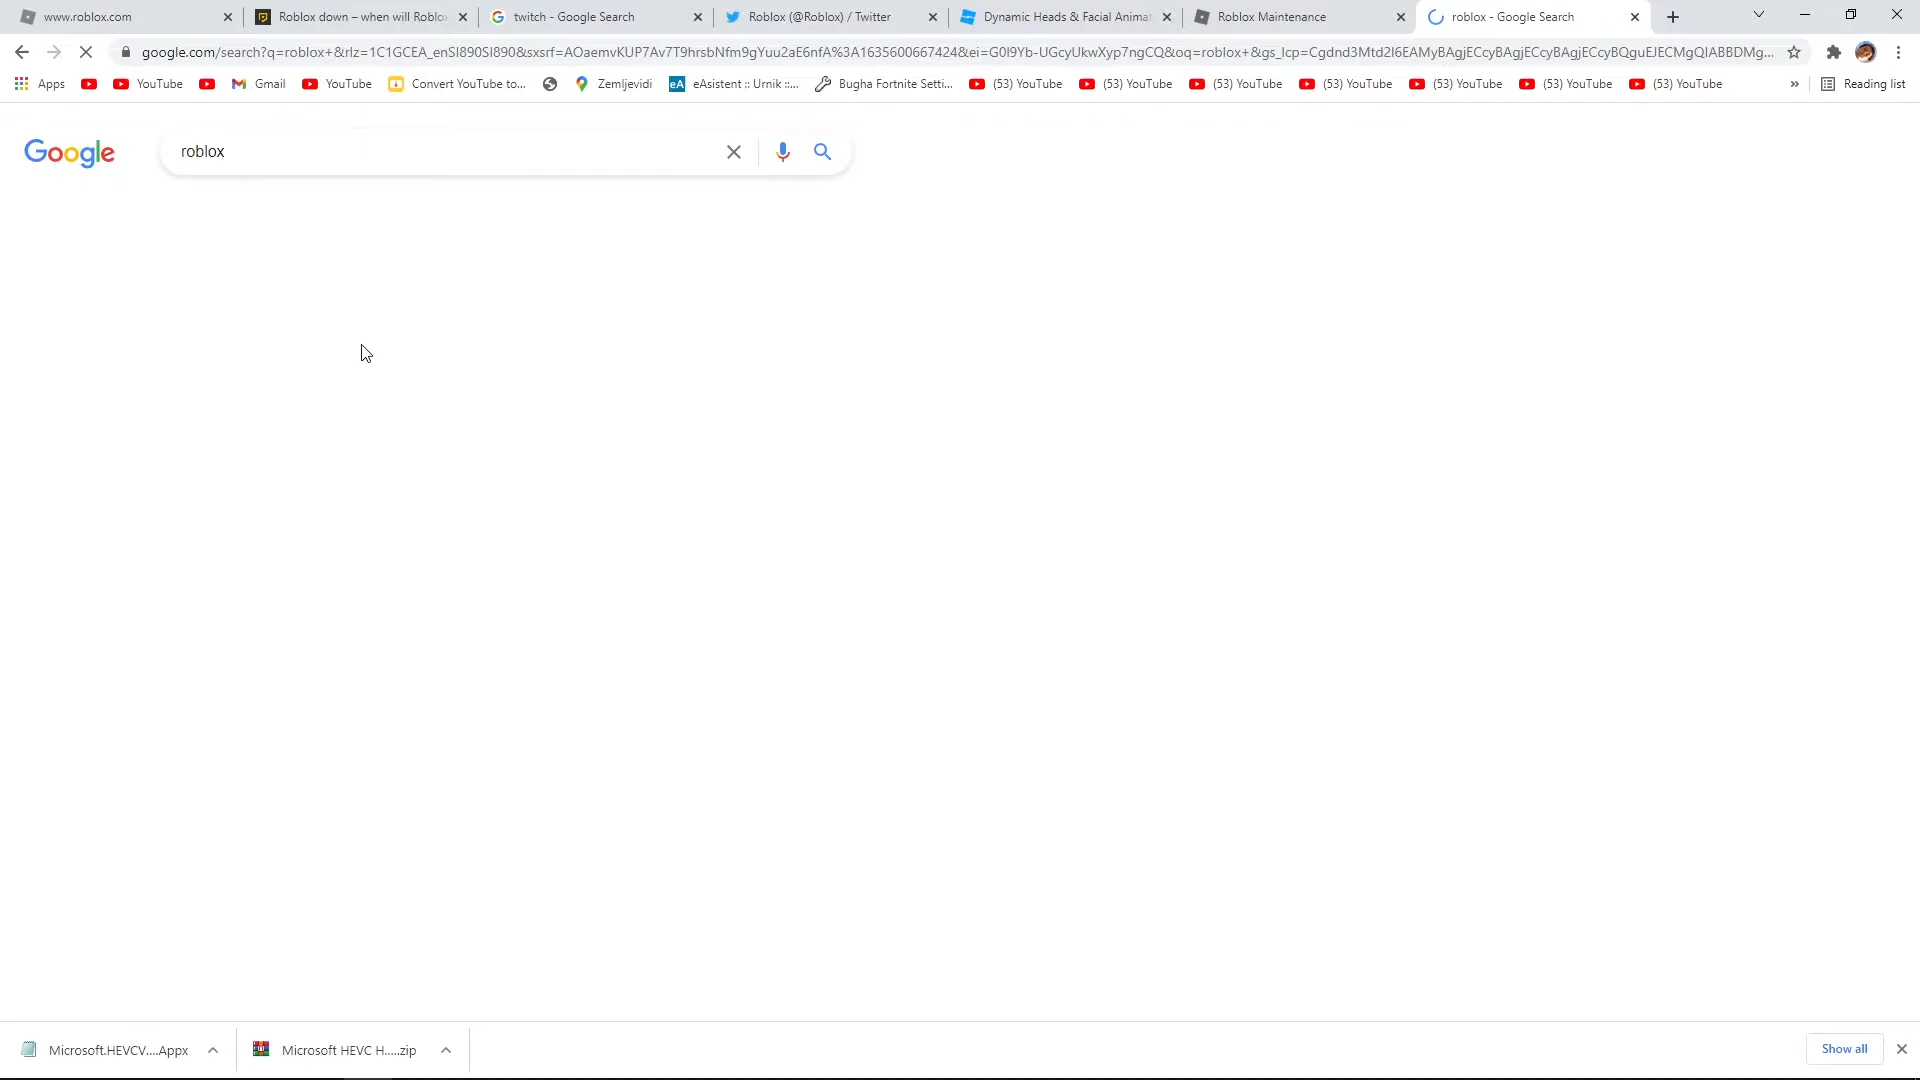 www.roblox.com
Roblox down – when will Roblox
twitch - Google Search
Roblox (@Roblox) / Twitter
Dynamic Heads & Facial Animat
Roblox Maintenance
roblox - Google Search
google.com/search?q=roblox+&rlz=1C1GCEA_enSI890SI890&sxsrf=AOaemvKUP7Av7T9hrsbNfm9gYuu2aE6nfA%3A1635600667424&ei=G0l9Yb-UGcyUkwXyp7ngCQ&oq=roblox+&gs_lcp=Cgdnd3Mtd2l6EAMyBAgjECcyBAgjECcyBAgjECcyBQguEJECMgQIABBDMg...
Apps
YouTube
Gmail
YouTube
Convert YouTube to...
Zemljevidi
eA
eAsistent :: Urnik ::...
Bugha Fortnite Setti...
(53) YouTube
(53) YouTube
(53) YouTube
(53) YouTube
(53) YouTube
(53) YouTube
(53) YouTube
»
Reading list
Google
roblox
Microsoft.HEVCV....Appx
Microsoft HEVC H.....zip
Show all